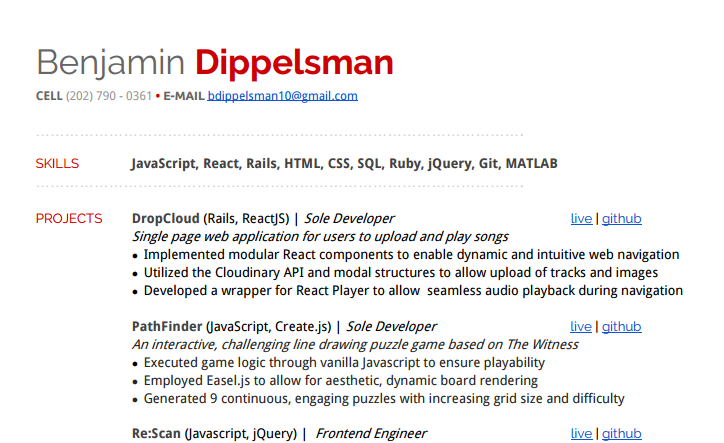 Benjamin Dippelsman
CELL (202) 790 - 0361 • E-MAIL bdippelsman10@gmail.com
SKILLS JavaScript, React, Rails, HTML, CSS, SQL, Ruby, jQuery, Git, MATLAB
PROJECTS DropCloud (Rails, ReactJS) | Sole Developer live | github
Single page web application for users to upload and play songs
• Implemented modular React components to enable dynamic and intuitive web navigation
• Utilized the Cloudinary API and modal structures to allow upload of tracks and images
• Developed a wrapper for React Player to allow  seamless audio playback during navigation
PathFinder (JavaScript, Create.js) | Sole Developer live | github
An interactive, challenging line drawing puzzle game based on The Witness
• Executed game logic through vanilla Javascript to ensure playability
• Employed Easel.js to allow for aesthetic, dynamic board rendering
• Generated 9 continuous, engaging puzzles with increasing grid size and difficulty
Re:Scan (Javascript, jQuery) | Frontend Engineer live | github